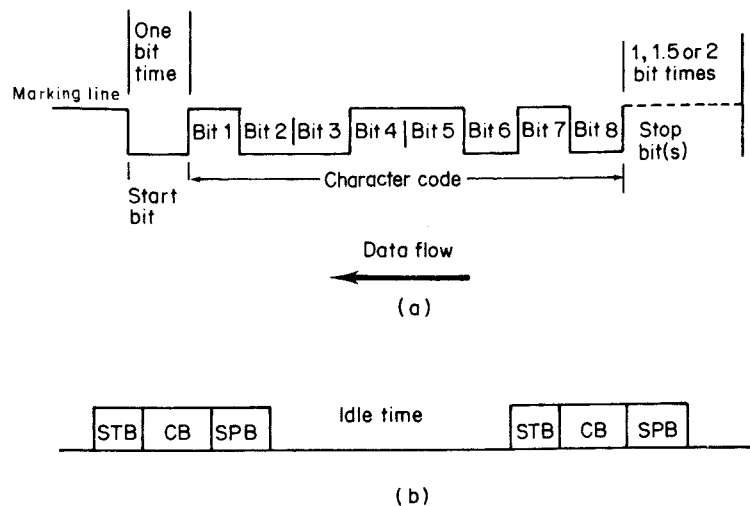 One
bit
time
1, 1.5 or 2
bit times
Marking line
Bit 1 Bit 2 Bit 3 Bit 4 Bit 5 Bit 6 Bit 7 Bit 8
Stop
bit(s)
Start
bit
Character code
Data flow
(a)
Idle time
STB CB SPB STB CB SPB
(b)